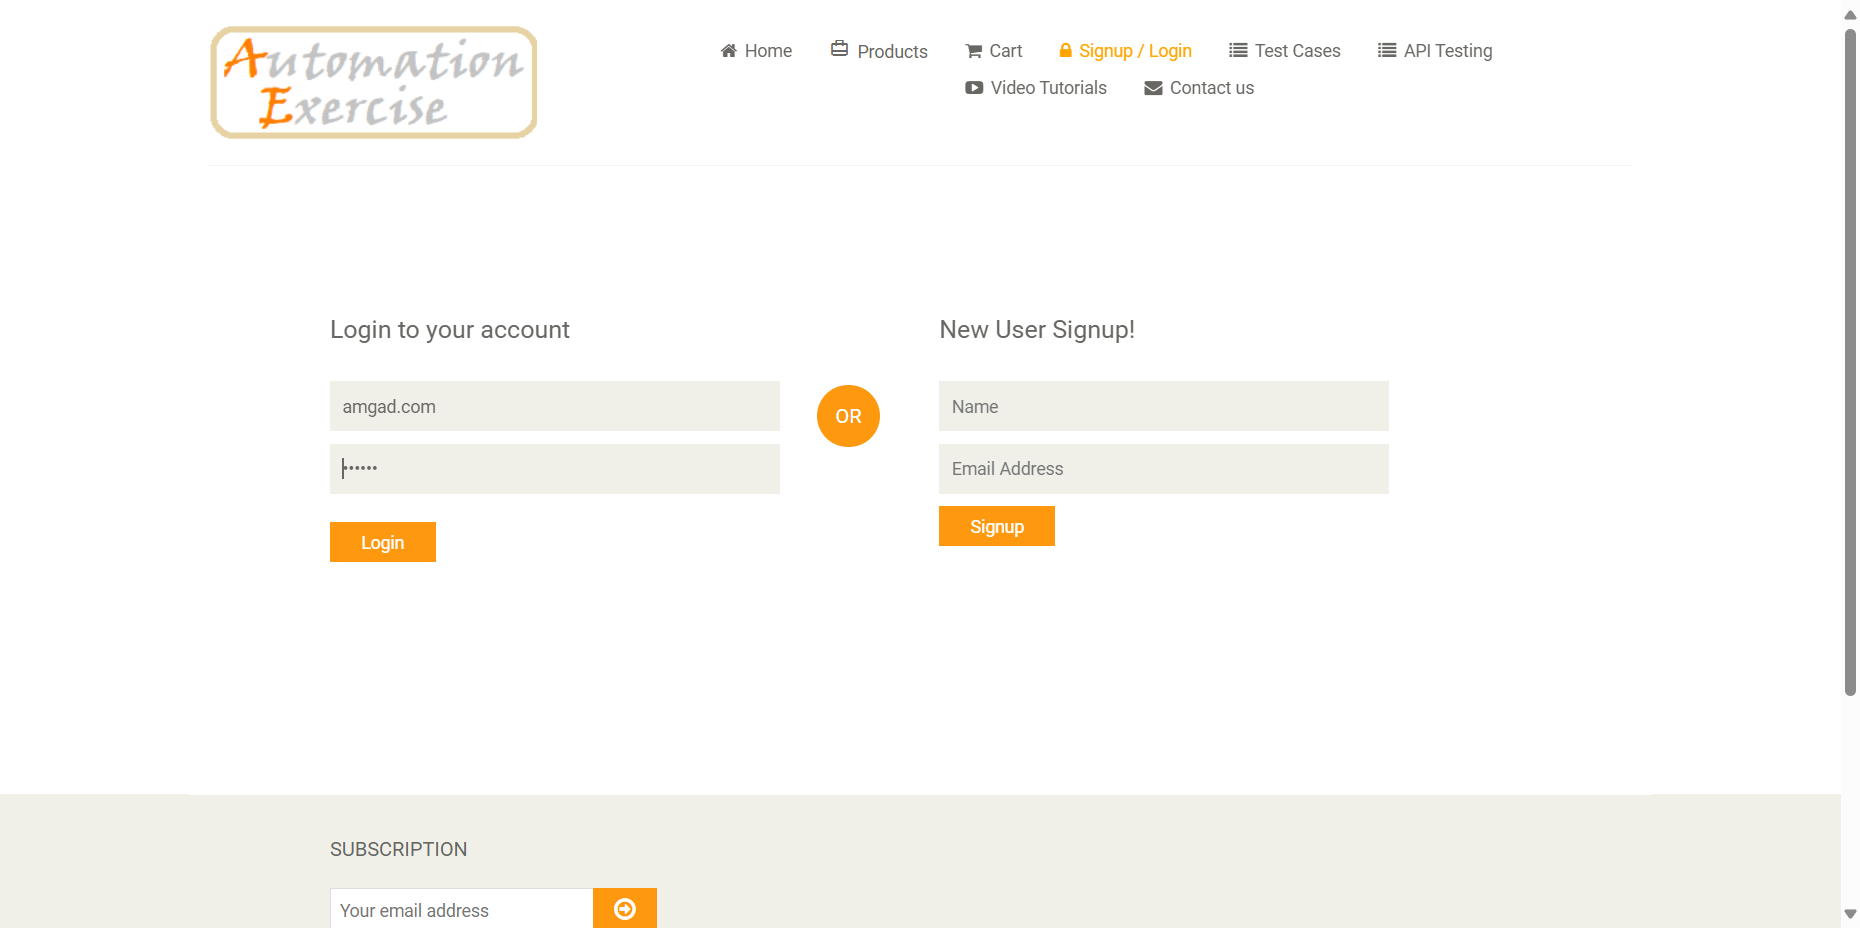 Automation
Exercise
Home Products Cart Signup / Login Test Cases API Testing
Video Tutorials Contact us
Login to your account
amgad.com
••••••
Login
OR
New User Signup!
Name
Email Address
Signup
SUBSCRIPTION
Your email address